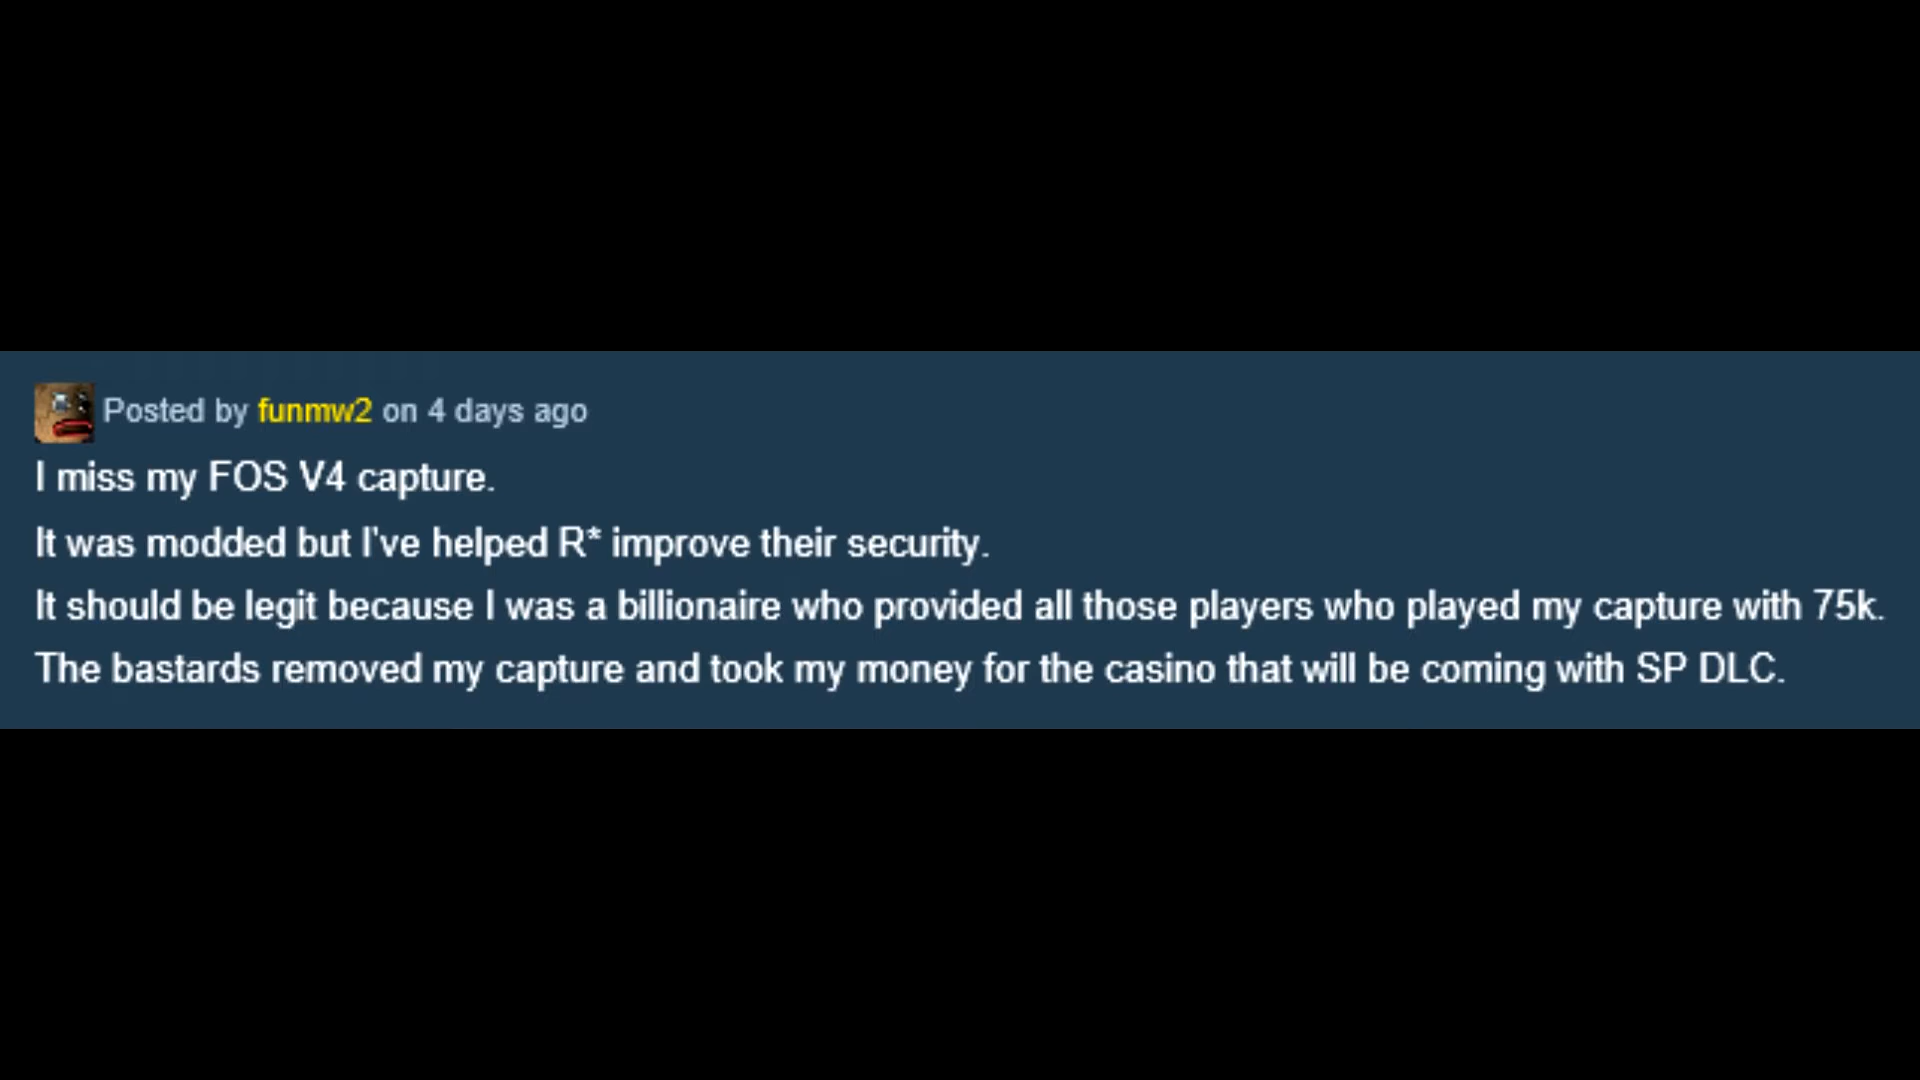 Posted by funmw2 on 4 days ago
I miss my FOS V4 capture.
It was modded but I've helped R* improve their security.
It should be legit because I was a billionaire who provided all those players who played my capture with 75k.
The bastards removed my capture and took my money for the casino that will be coming with SP DLC.